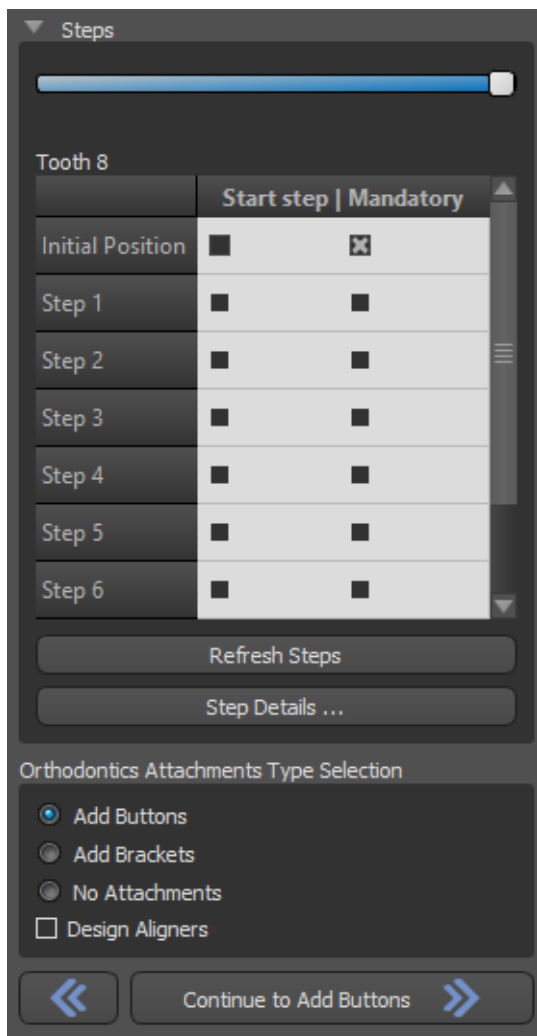 Steps
Tooth 8
Start step | Mandatory
Initial Position
Step 1
Step 2
Step 3
Step 4
Step 5
Step 6
Refresh Steps
Step Details ...
Orthodontics Attachments Type Selection
Add Buttons
Add Brackets
No Attachments
Design Aligners
Continue to Add Buttons